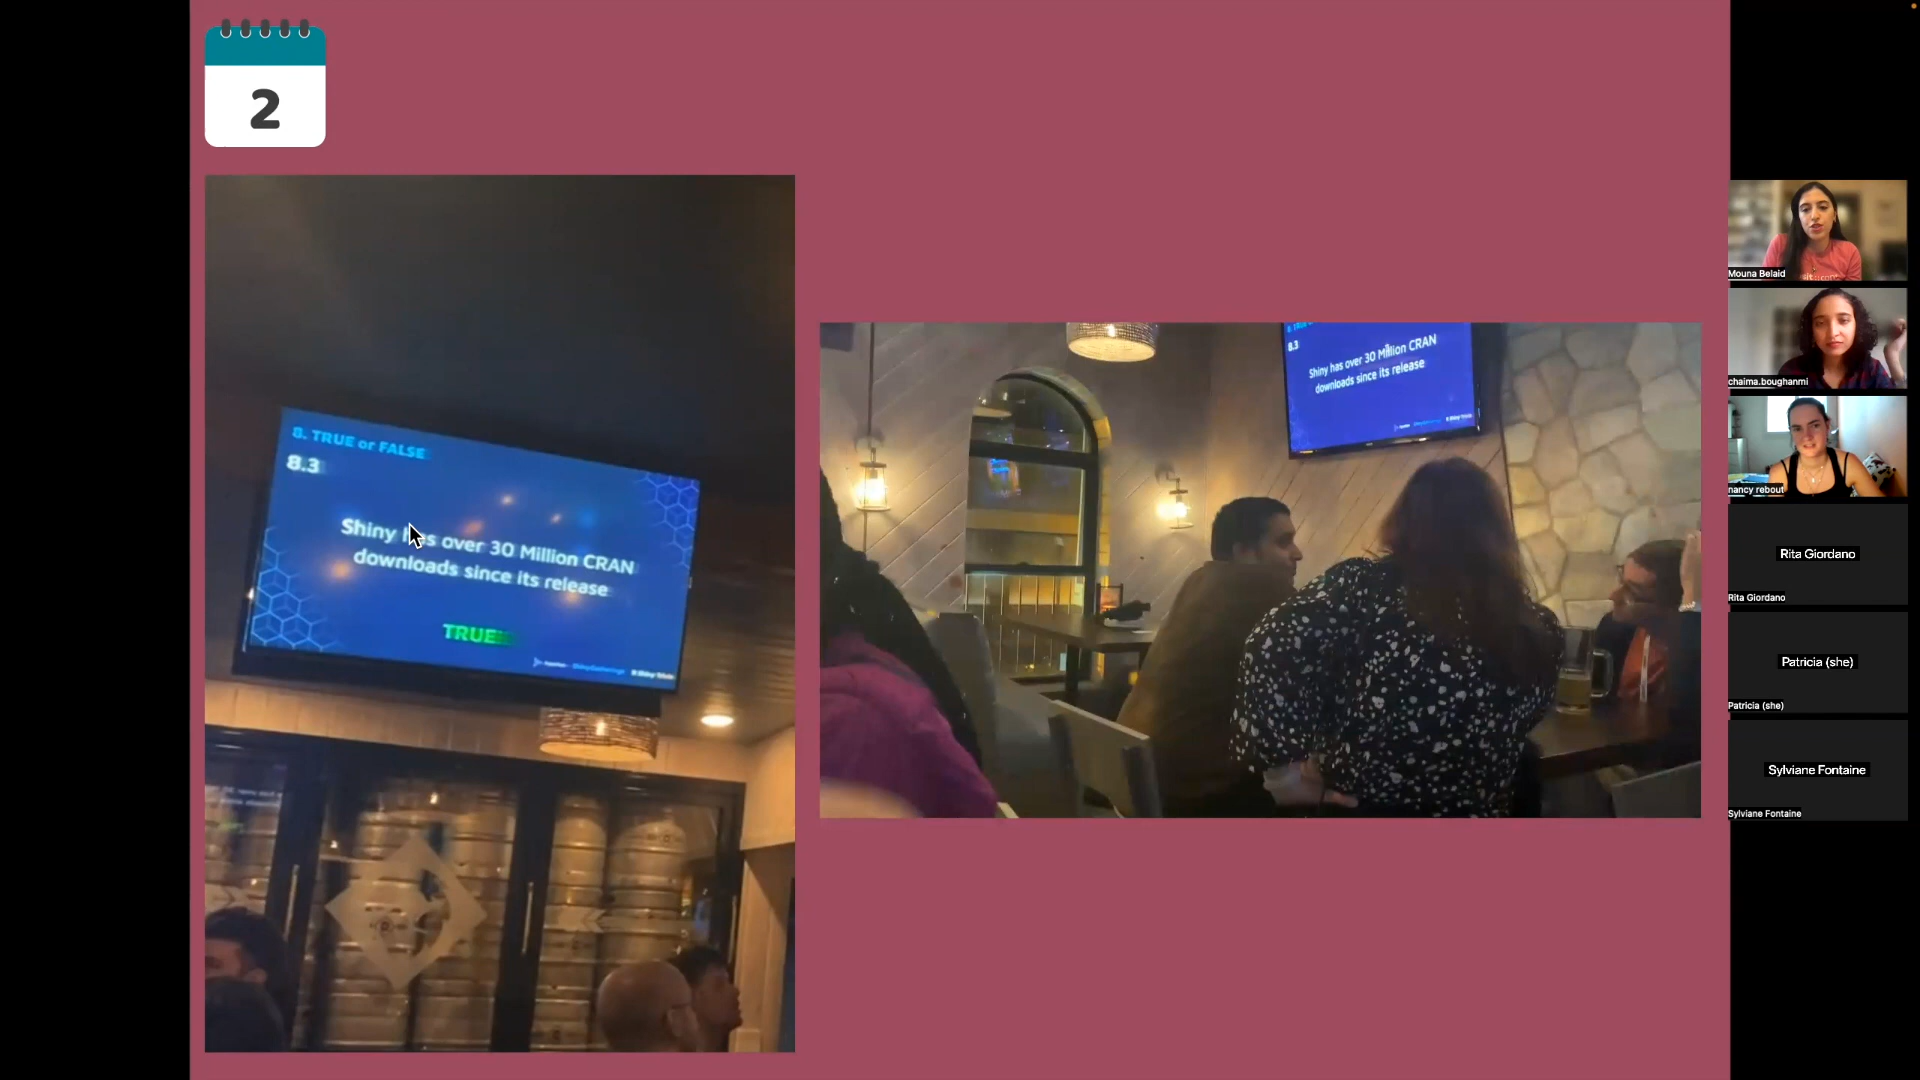 2
8. TRUE or FALSE
8.3
Shiny has over 30 Million CRAN
downloads since its release
TRUE
8.3
Shiny has over 30 Million CRAN
downloads since its release
Mouna Belaid
chaima.boughanmi
nancy rebout
Rita Giordano
Rita Giordano
Patricia (she)
Patricia (she)
Sylviane Fontaine
Sylviane Fontaine